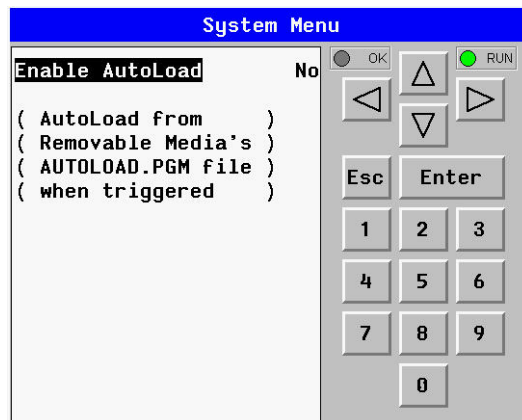 System Menu
Enable AutoLoad No
( AutoLoad from )
( Removable Media's )
( AUTOLOAD.PGM file )
( when triggered )
OK
RUN
Esc Enter
1 2 3
4 5 6
7 8 9
0